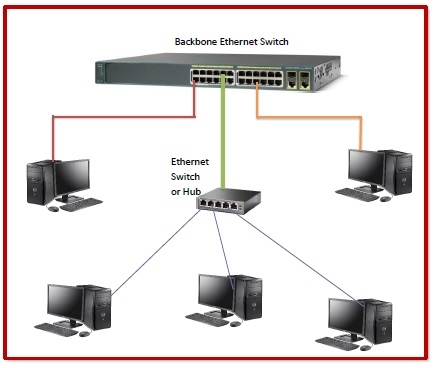 Backbone Ethernet Switch
Ethernet
Switch
or Hub